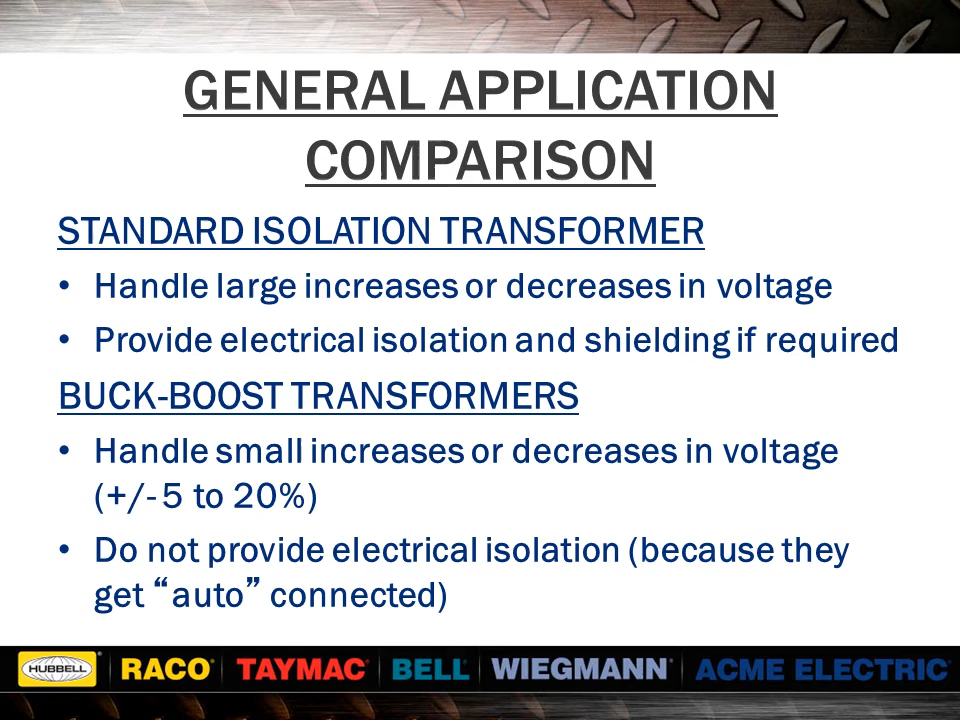 GENERAL APPLICATION
COMPARISON
STANDARD ISOLATION TRANSFORMER
• Handle large increases or decreases in voltage
• Provide electrical isolation and shielding if required
BUCK-BOOST TRANSFORMERS
• Handle small increases or decreases in voltage
(+/- 5 to 20%)
• Do not provide electrical isolation (because they
get “auto” connected)
HUBBELL® RACO® TAYMAC® BELL® WIEGMANN® ACME ELECTRIC®